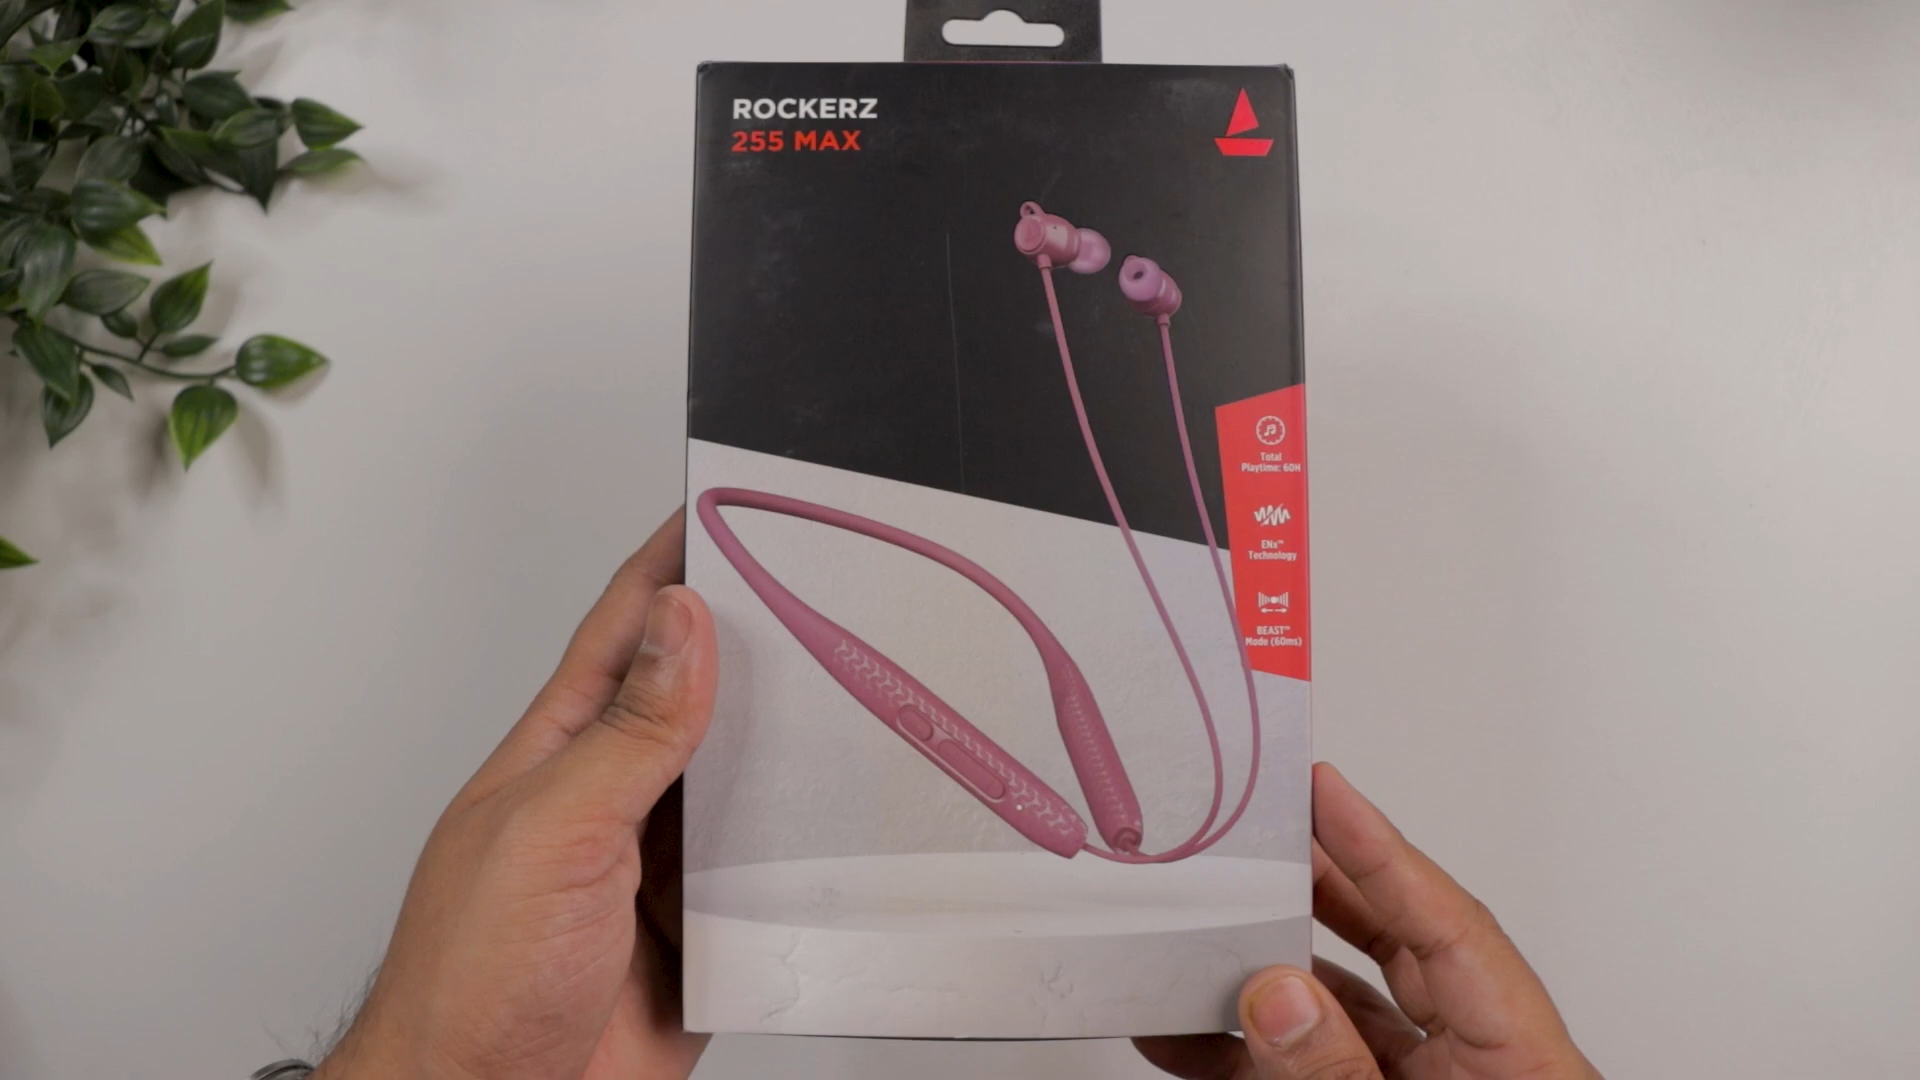 ROCKERZ
255 MAX
Total
Playtime: 60H
ENx™
Technology
BEAST™
Mode (60ms)